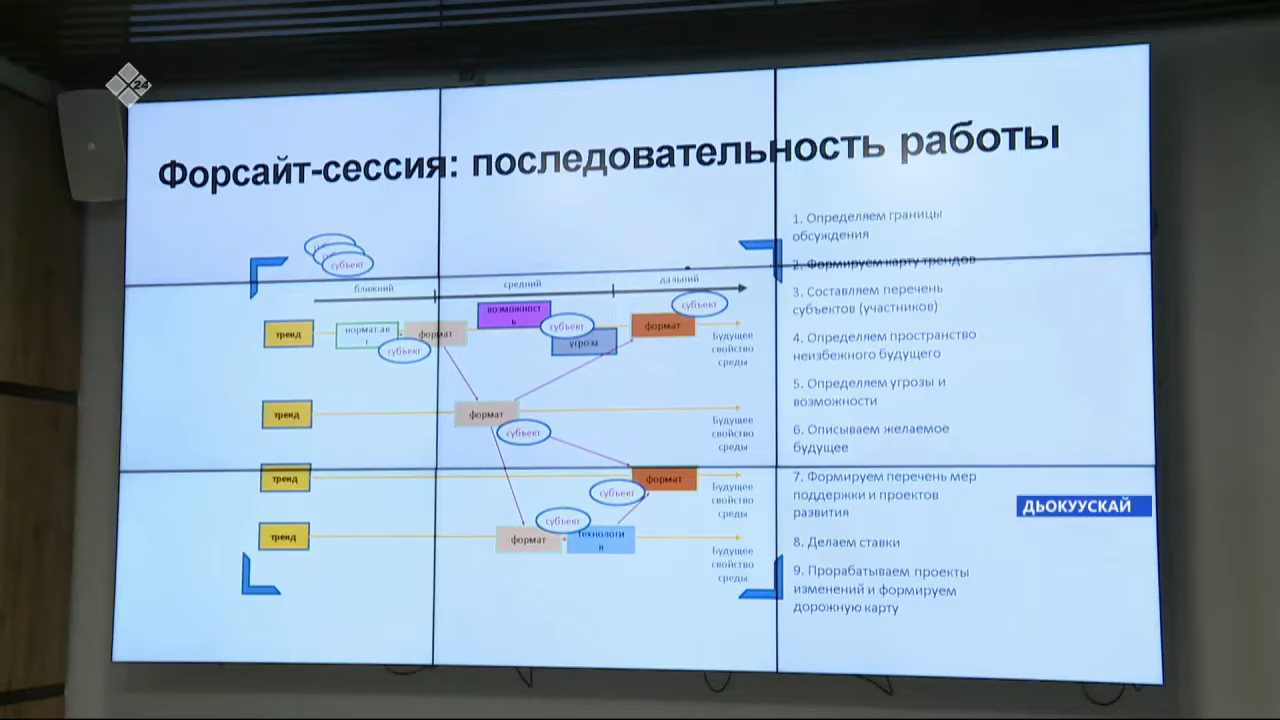 24
Форсайт-сессия: последовательность работы
1. Определяем границы
обсуждения
2. Формируем карту трендов
3. Составляем перечень
субъектов (участников)
4. Определяем пространство
неизбежного будущего
5. Определяем угрозы и
возможности
6. Описываем желаемое
будущее
7. Формируем перечень мер
поддержки и проектов
развития
8. Делаем ставки
9. Прорабатываем проекты
изменений и формируем
дорожную карту
субъект
ближний
средний
дальний
тренд
формат
субъект
возможност
ь
субъект
угроза
формат
субъект
Будущее
свойство
среды
тренд
формат
субъект
Будущее
свойство
среды
тренд
субъект
формат
Будущее
свойство
среды
тренд
формат
субъект
технологи
я
Будущее
свойство
среды
ДЬОКУУСКАЙ